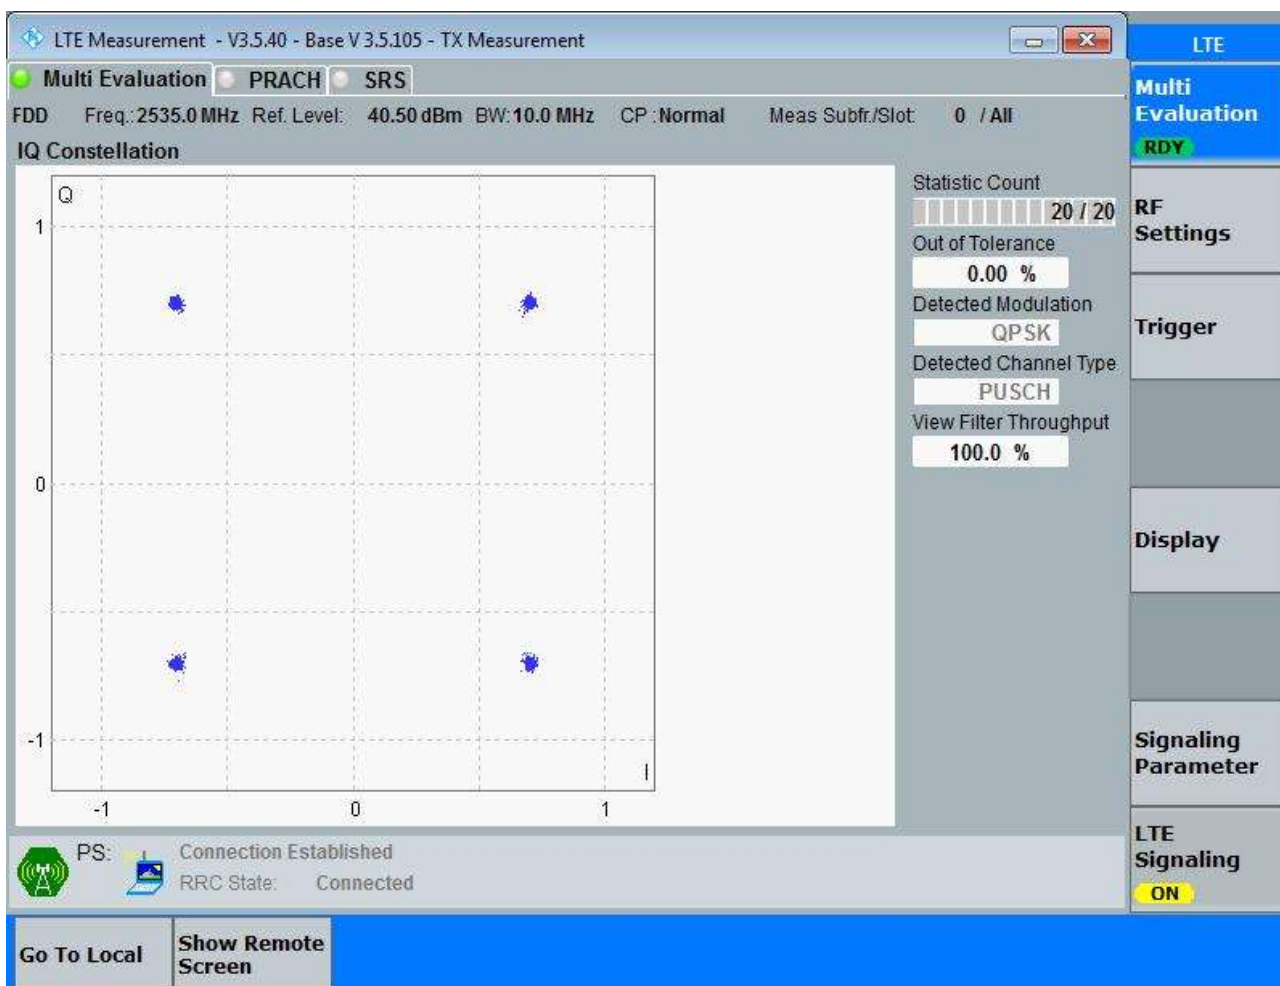 LTE Measurement - V3.5.40 - Base V 3.5.105 - TX Measurement
Multi Evaluation PRACH SRS
FDD Freq.: 2535.0 MHz Ref. Level: 40.50 dBm BW: 10.0 MHz CP : Normal Meas Subfr./Slot: 0 / All
IQ Constellation
Q
1
0
-1
I
-1 0 1
Statistic Count
20 / 20
Out of Tolerance
0.00 %
Detected Modulation
QPSK
Detected Channel Type
PUSCH
View Filter Throughput
100.0 %
PS: Connection Established
RRC State: Connected
LTE
Multi
Evaluation
RDY
RF
Settings
Trigger
Display
Signaling
Parameter
LTE
Signaling
ON
Go To Local
Show Remote
Screen